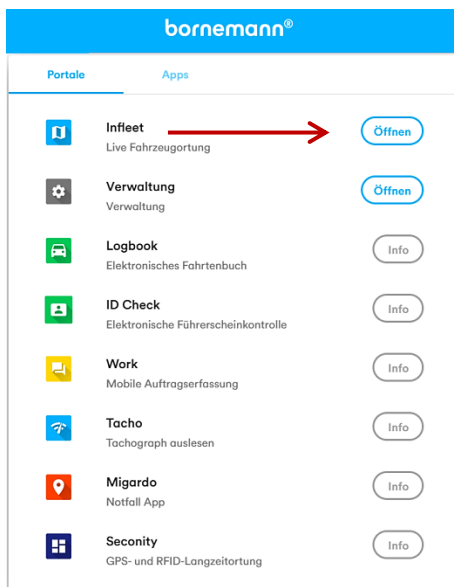 bornemann®
Portale Apps
Infleet Öffnen
Live Fahrzeugortung
Verwaltung Öffnen
Verwaltung
Logbook Info
Elektronisches Fahrtenbuch
ID Check Info
Elektronische Führerscheinkontrolle
Work Info
Mobile Auftragserfassung
Tacho Info
Tachograph auslesen
Migardo Info
Notfall App
Seconity Info
GPS- und RFID-Langzeitortung